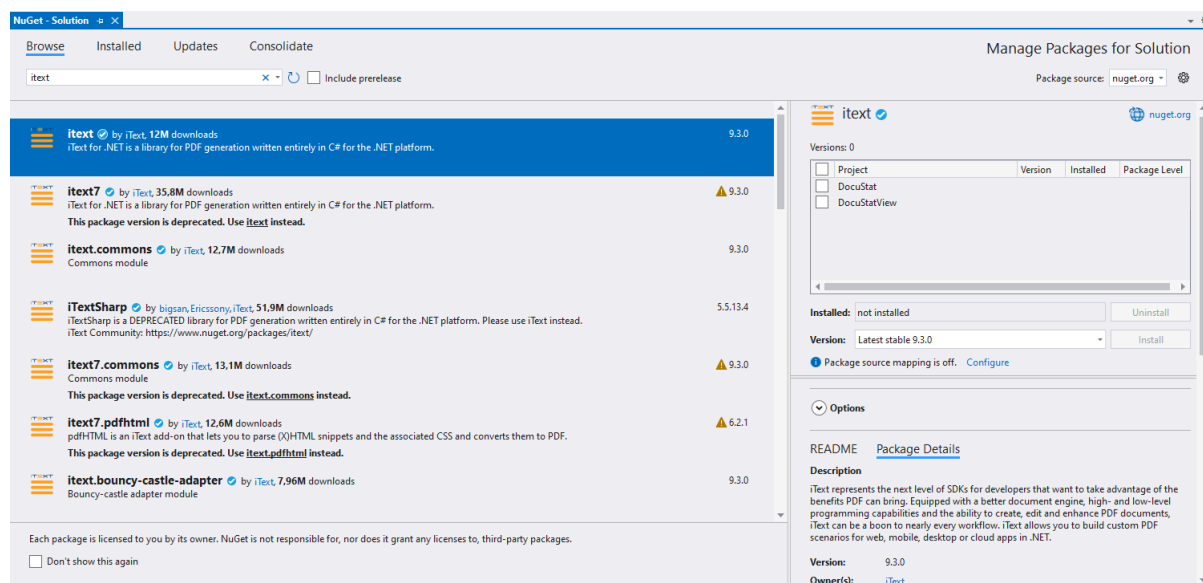 NuGet - Solution
Browse Installed Updates Consolidate
Manage Packages for Solution
itext
Include prerelease
Package source: nuget.org
itext by iText, 12M downloads 9.3.0
iText for .NET is a library for PDF generation written entirely in C# for the .NET platform.
itext7 by iText, 35,8M downloads 9.3.0
iText for .NET is a library for PDF generation written entirely in C# for the .NET platform.
This package version is deprecated. Use itext instead.
itext.commons by iText, 12,7M downloads 9.3.0
Commons module
iTextSharp by bigsan, Ericssony, iText, 51,9M downloads 5.5.13.4
iTextSharp is a DEPRECATED library for PDF generation written entirely in C# for the .NET platform. Please use iText instead.
iText Community: https://www.nuget.org/packages/itext/
itext7.commons by iText, 13,1M downloads 9.3.0
Commons module
This package version is deprecated. Use itext.commons instead.
itext7.pdfhtml by iText, 12,6M downloads 6.2.1
pdfHTML is an iText add-on that lets you to parse (X)HTML snippets and the associated CSS and converts them to PDF.
This package version is deprecated. Use itext.pdfhtml instead.
itext.bouncy-castle-adapter by iText, 7,96M downloads 9.3.0
Bouncy-castle adapter module
Each package is licensed to you by its owner. NuGet is not responsible for, nor does it grant any licenses to, third-party packages.
Don't show this again
itext nuget.org
Versions: 0
Project Version Installed Package Level
DocuStat
DocuStatView
Installed: not installed Uninstall
Version: Latest stable 9.3.0 Install
Package source mapping is off. Configure
Options
README Package Details
Description
iText represents the next level of SDKs for developers that want to take advantage of the
benefits PDF can bring. Equipped with a better document engine, high- and low-level
programming capabilities and the ability to create, edit and enhance PDF documents,
iText can be a boon to nearly every workflow. iText allows you to build custom PDF
scenarios for web, mobile, desktop or cloud apps in .NET.
Version: 9.3.0
Owner(s): iText